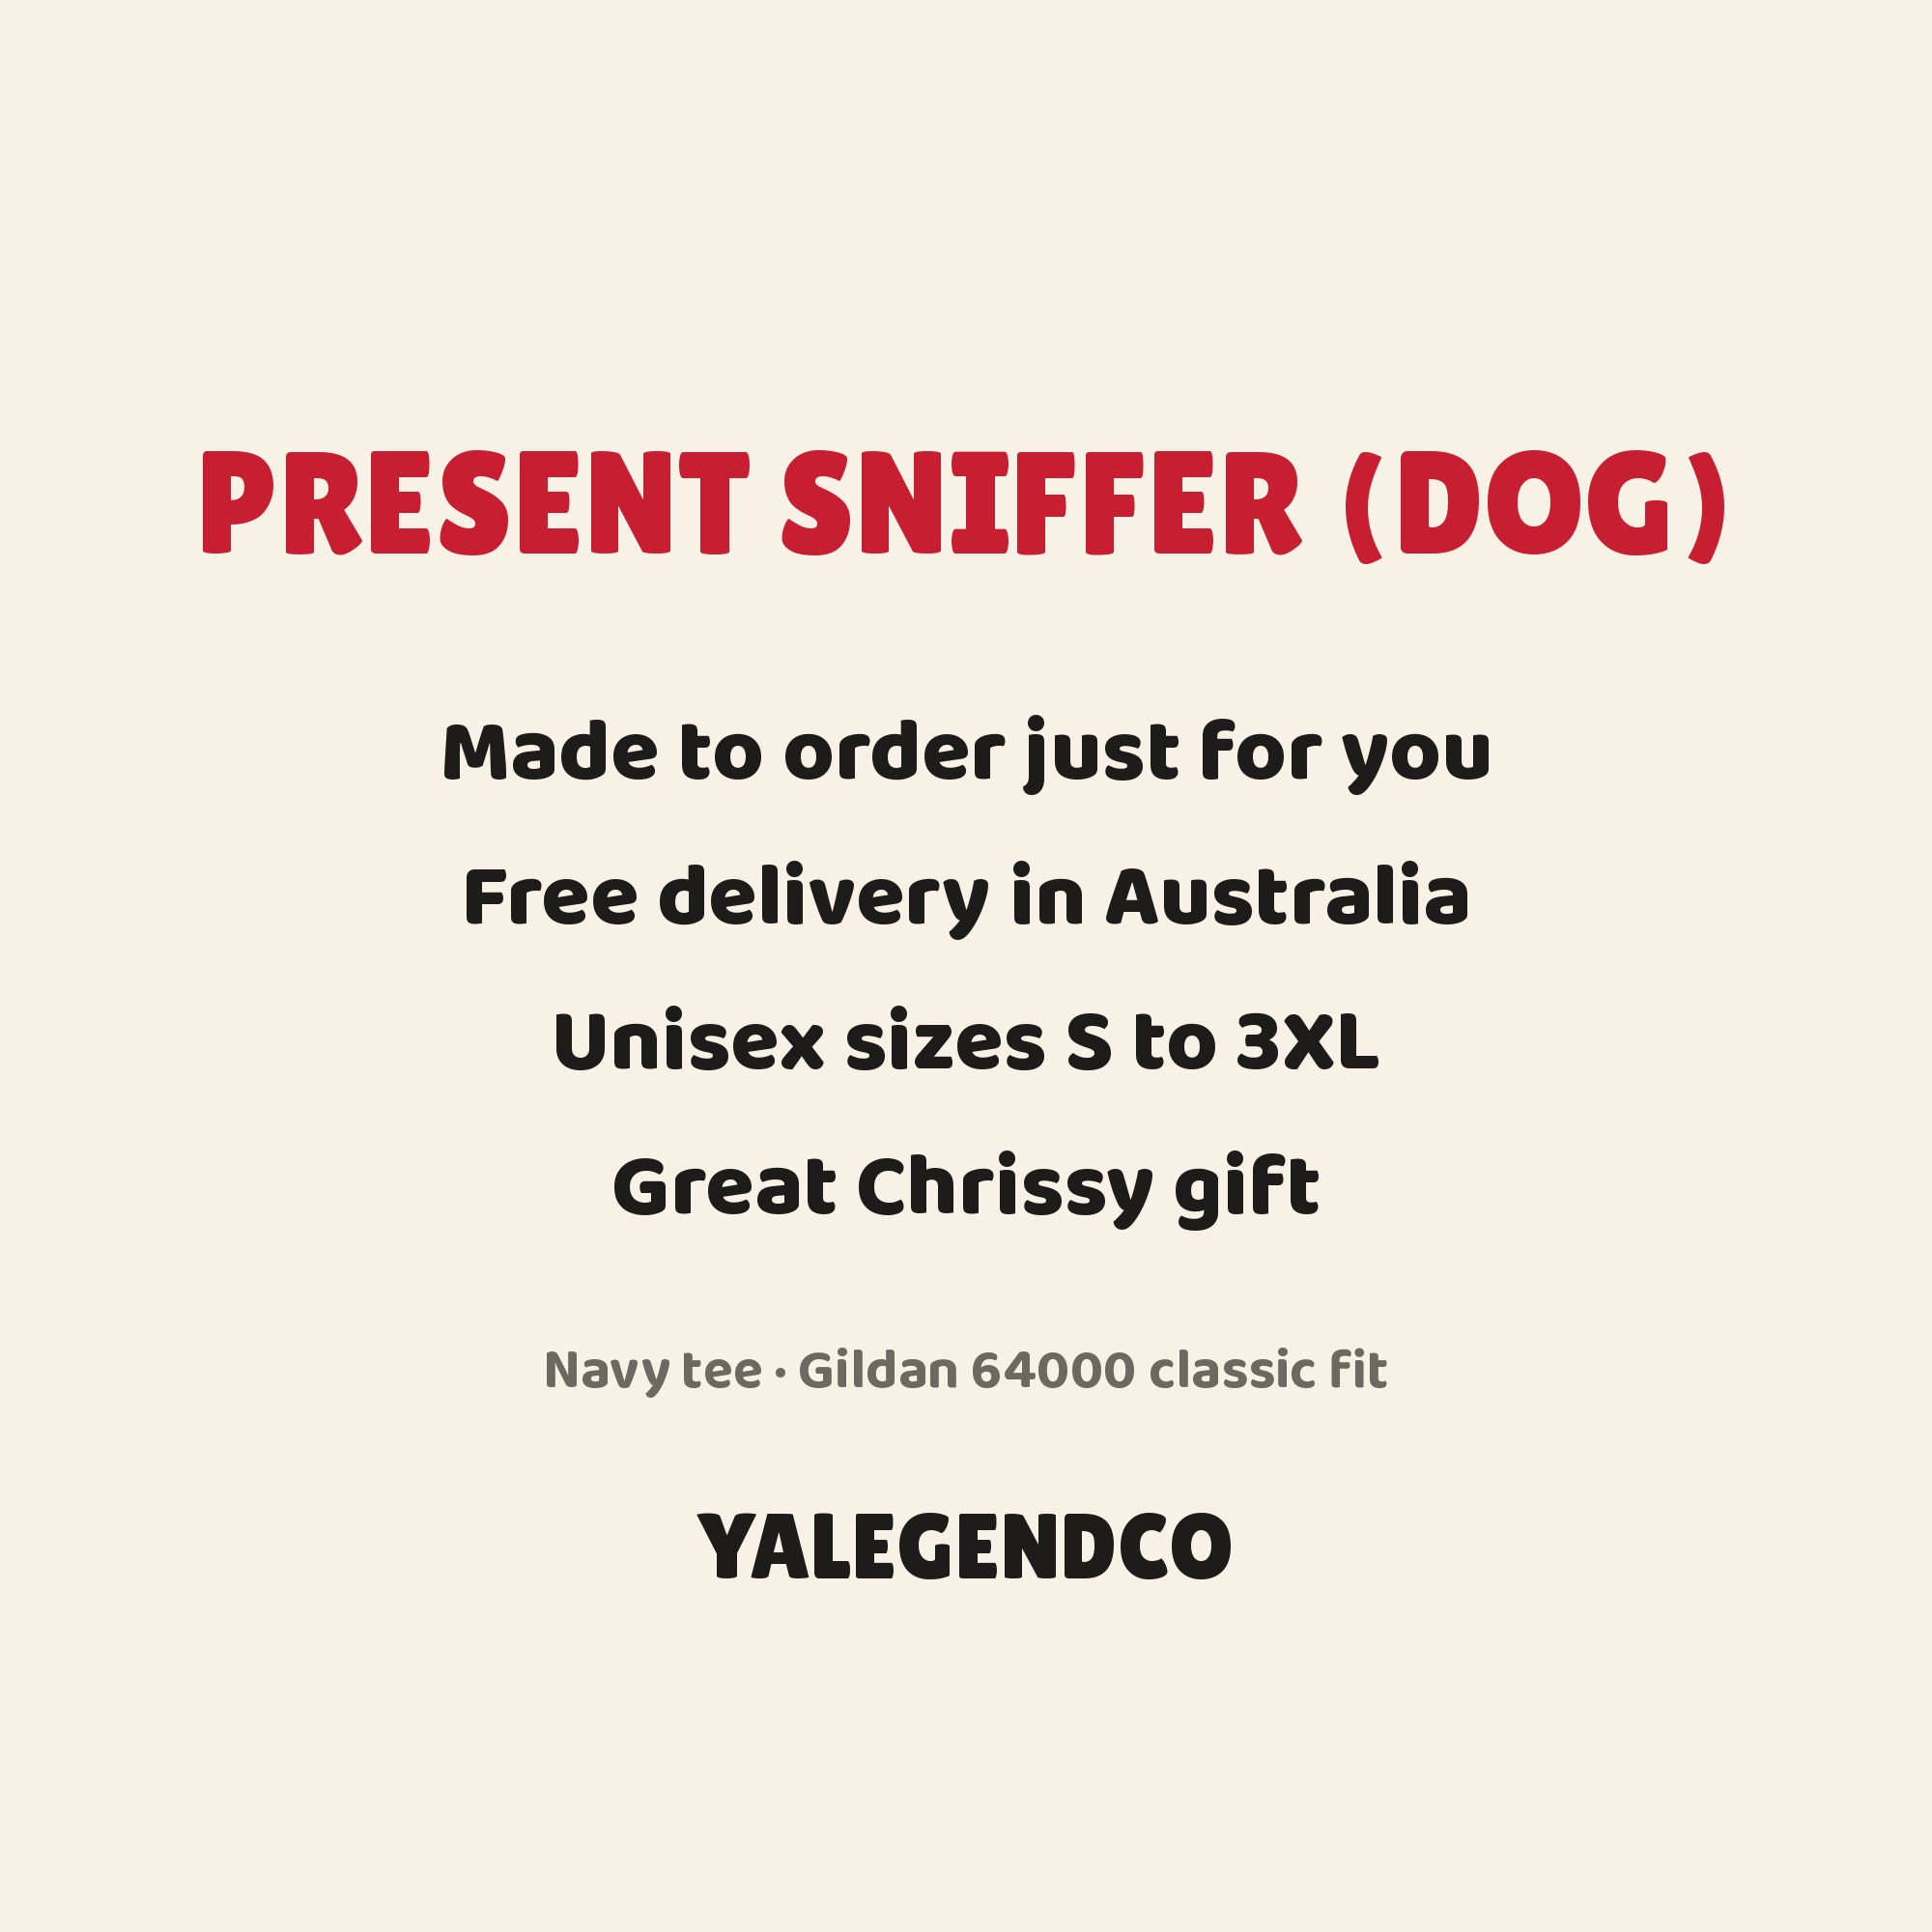 PRESENT SNIFFER (DOG)
Made to order just for you
Free delivery in Australia
Unisex sizes S to 3XL
Great Chrissy gift
Navy tee · Gildan 64000 classic fit
YALEGENDCO